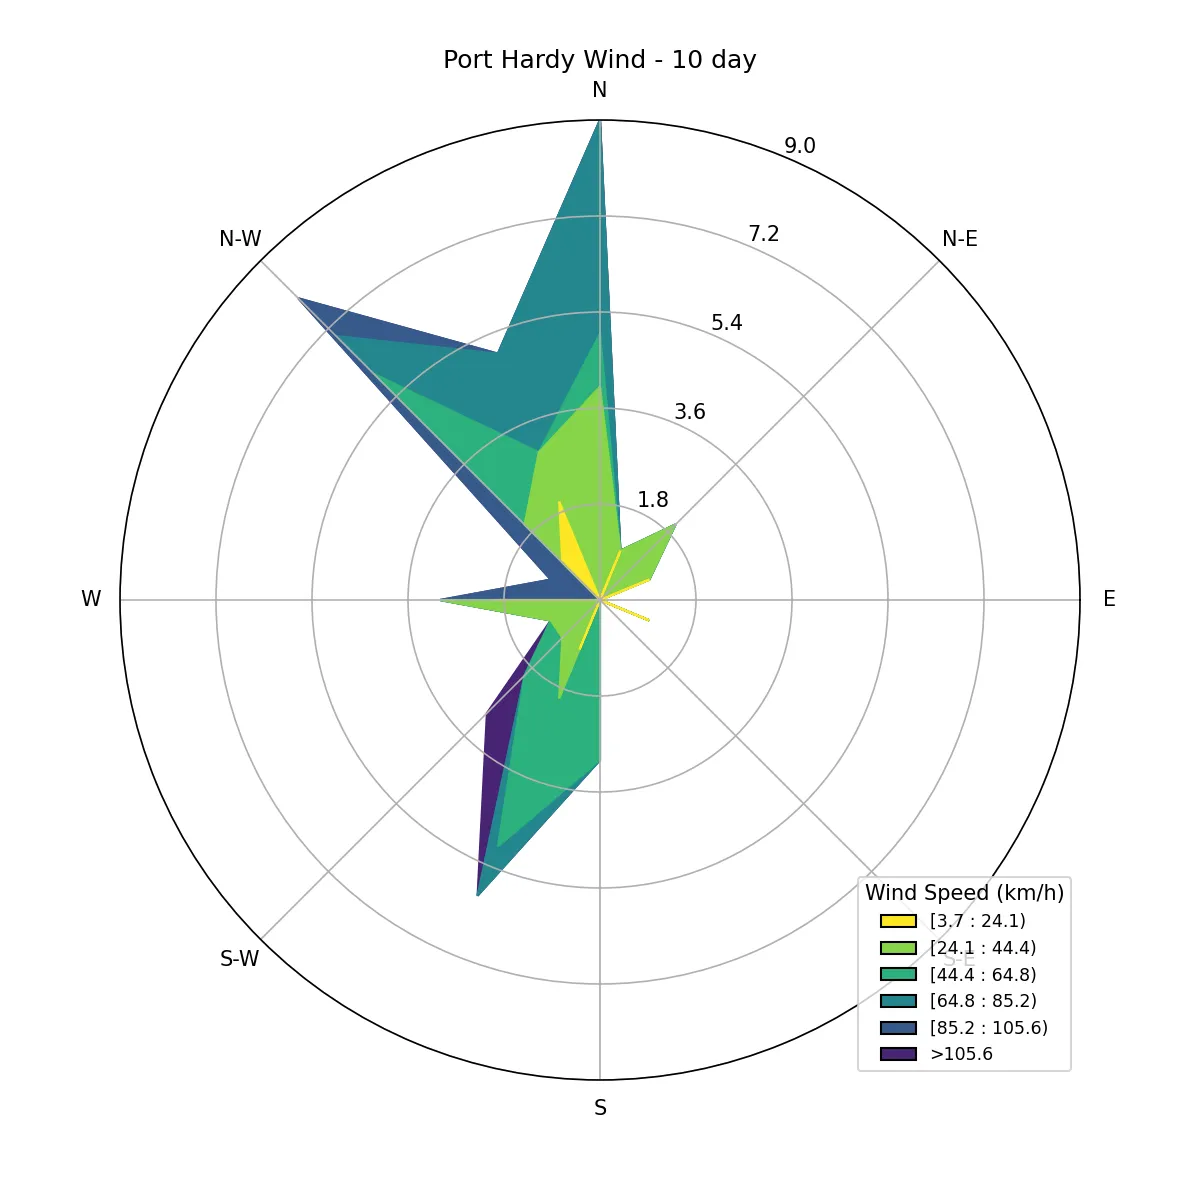 Port Hardy Wind - 10 day
N
9.0
N-W
N-E
7.2
5.4
3.6
1.8
W
E
S-W
S-E
S
Wind Speed (km/h)
[3.7 : 24.1)
[24.1 : 44.4)
[44.4 : 64.8)
[64.8 : 85.2)
[85.2 : 105.6)
>105.6